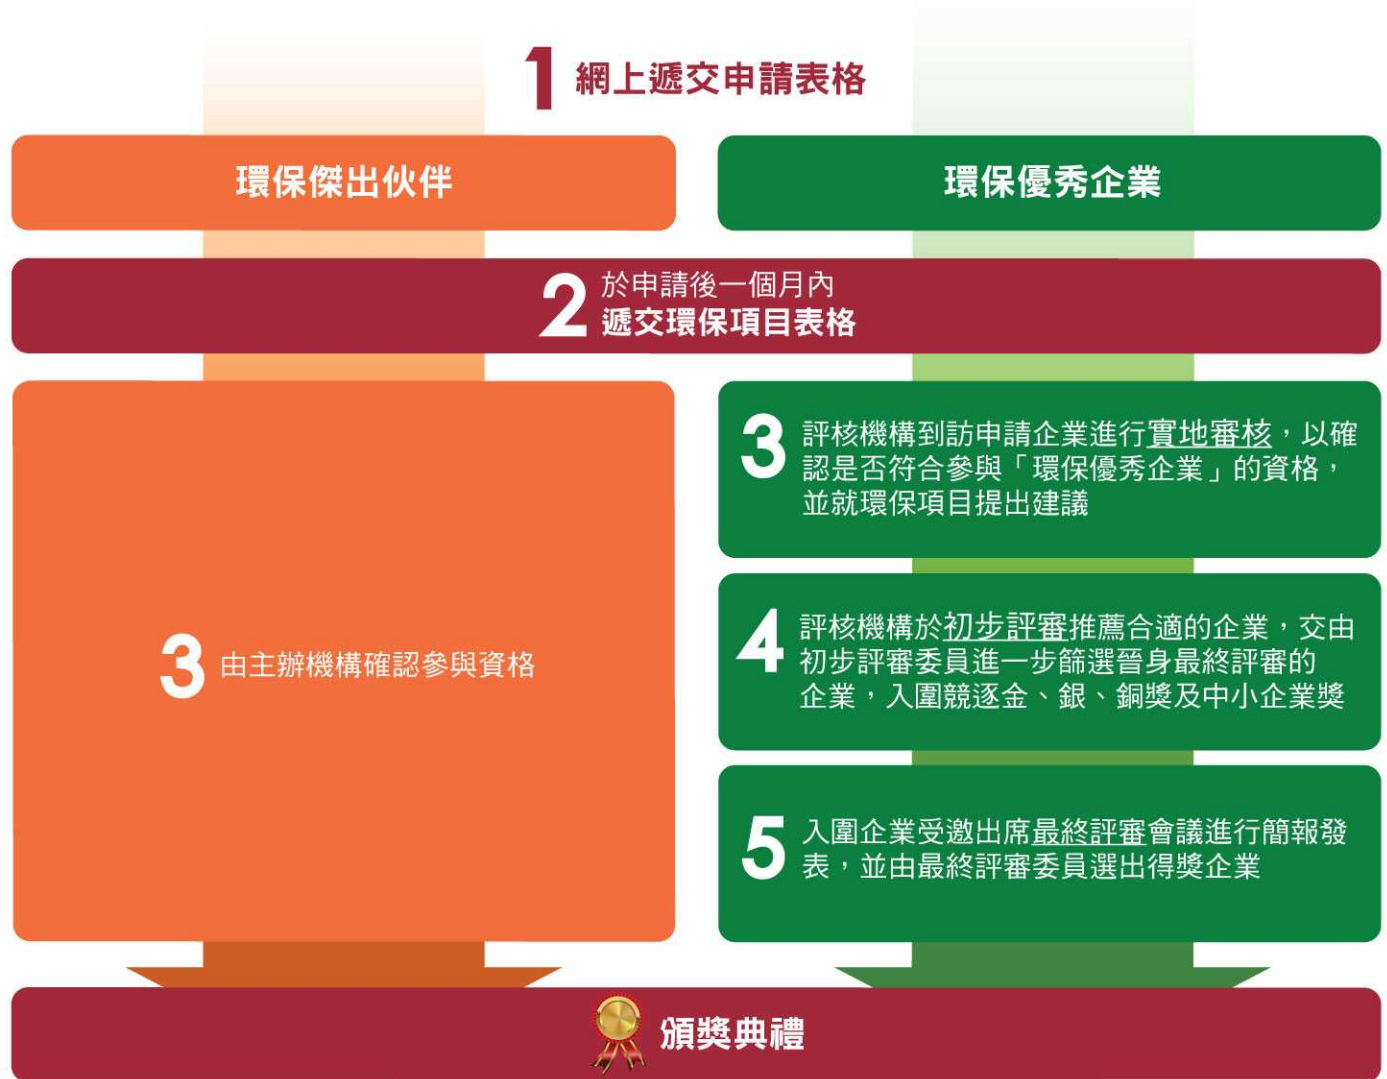 1 網上遞交申請表格
環保傑出伙伴
環保優秀企業
2 於申請後一個月內
遞交環保項目表格
3 由主辦機構確認參與資格
3 評核機構到訪申請企業進行實地審核，以確
認是否符合參與「環保優秀企業」的資格，
並就環保項目提出建議
4 評核機構於初步評審推薦合適的企業，交由
初步評審委員進一步篩選晉身最終評審的
企業，入圍競逐金、銀、銅獎及中小企業獎
5 入圍企業受邀出席最終評審會議進行簡報發
表，並由最終評審委員選出得獎企業
頒獎典禮